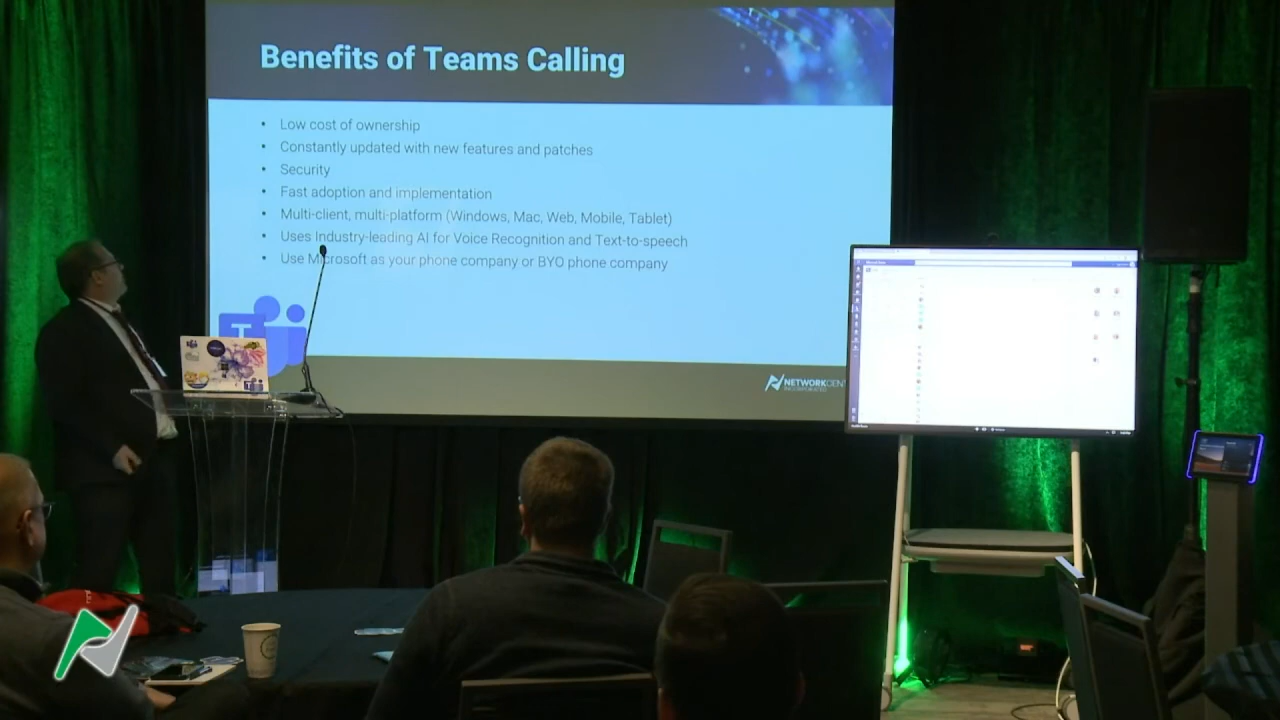 Benefits of Teams Calling
• Low cost of ownership
• Constantly updated with new features and patches
• Security
• Fast adoption and implementation
• Multi-client, multi-platform (Windows, Mac, Web, Mobile, Tablet)
• Uses Industry-leading AI for Voice Recognition and Text-to-speech
• Use Microsoft as your phone company or BYO phone company
T
NETWORKCEN
INCORPORATED